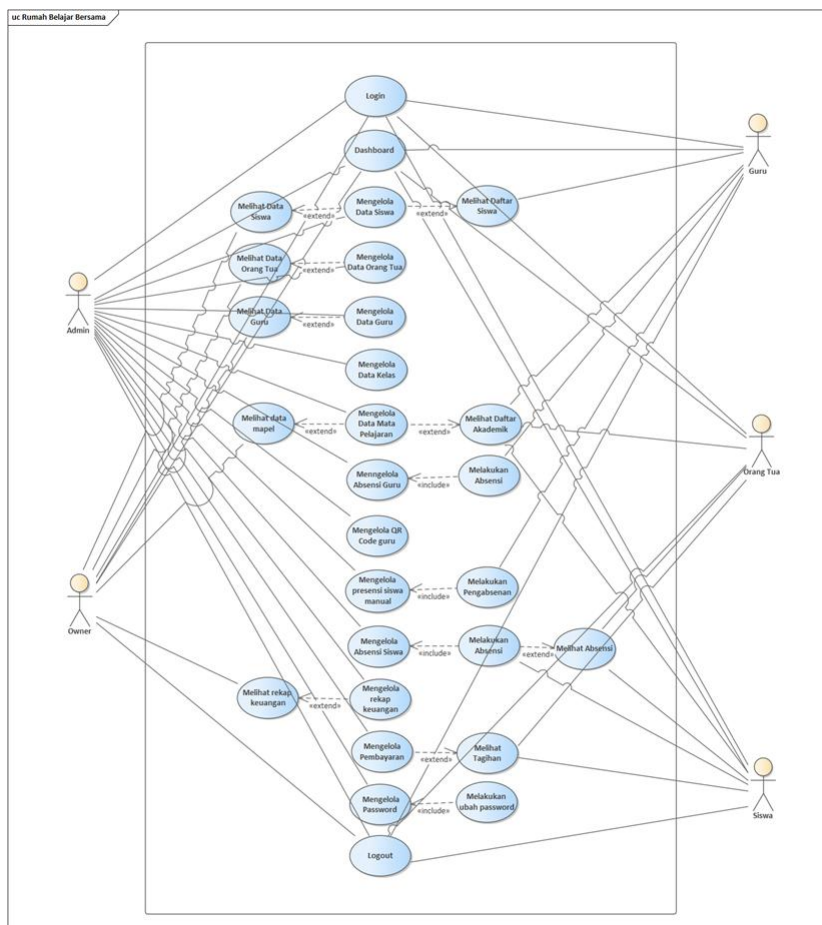 uc Rumah Belajar Bersama
Login
Dashboard
Guru
Melihat Data
Siswa
«extend»
Mengelola
Data Siswa
«extend»
Melihat Daftar
Siswa
Melihat Data
Orang Tua
«extend»
Mengelola
Data Orang Tua
Admin
Melihat Data
Guru
«extend»
Mengelola
Data Guru
Mengelola
Data Kelas
Melihat data
mapel
«extend»
Mengelola
Data Mata
Pelajaran
«extend»
Melihat Daftar
Akademik
Orang Tua
Menngelola
Absensi Guru
«include»
Melakukan
Absensi
Mengelola QR
Code guru
Mengelola
presensi siswa
manual
«include»
Melakukan
Pengabsenan
Owner
Mengelola
Absensi Siswa
«include»
Melakukan
Absensi
«extend»
Melihat Absensi
Melihat rekap
keuangan
«extend»
Mengelola
rekap
keuangan
Mengelola
Pembayaran
«extend»
Melihat
Tagihan
Mengelola
Password
«include»
Melakukan
ubah password
Siswa
Logout